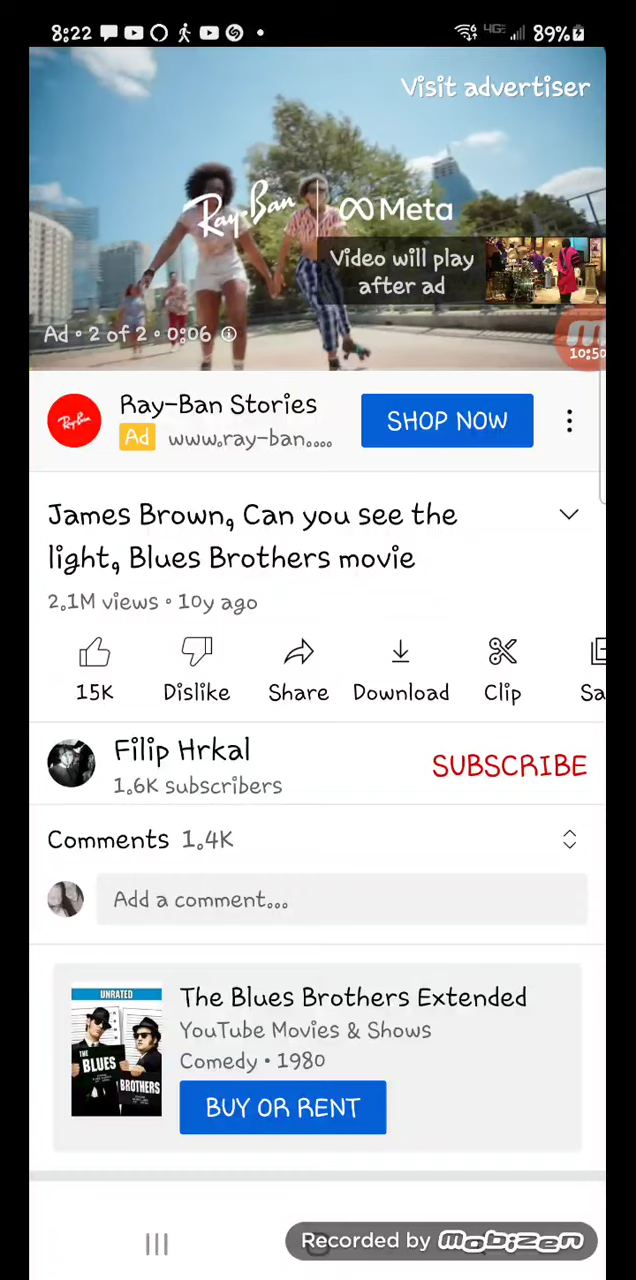 8:22
4GE
89%
Visit advertiser
Ray-Ban | Meta
Video will play
after ad
Ad • 2 of 2 • 0:06
10:50
Ray-Ban
Ray-Ban Stories
Ad www.ray-ban....
SHOP NOW
James Brown, Can you see the
light, Blues Brothers movie
2.1M views • 10y ago
15K
Dislike
Share
Download
Clip
Sa
Filip Hrkal
1.6K subscribers
SUBSCRIBE
Comments 1.4K
Add a comment...
UNRATED
THE
BLUES
BROTHERS
The Blues Brothers Extended
YouTube Movies & Shows
Comedy • 1980
BUY OR RENT
Recorded by mobizen